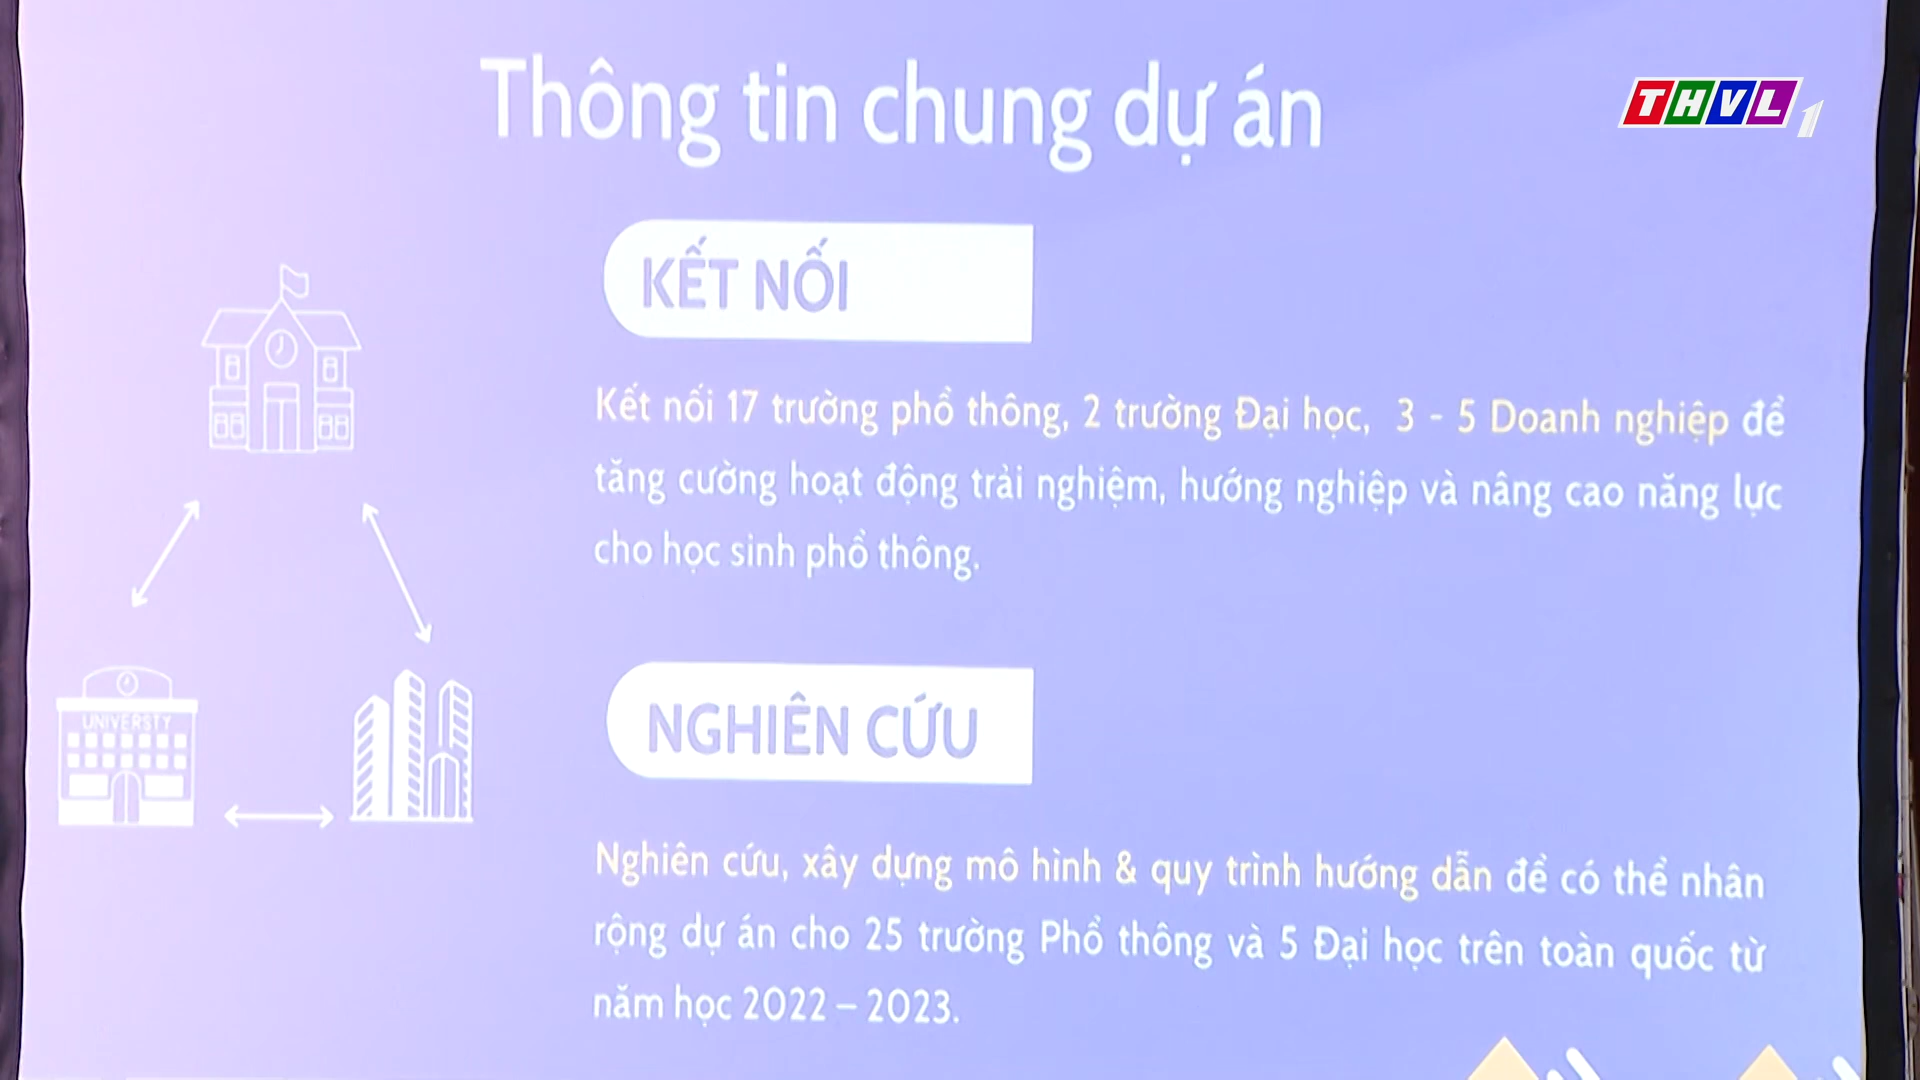 Thông tin chung dự án
THVL1
KẾT NỐI
Kết nối 17 trường phổ thông, 2 trường Đại học, 3 - 5 Doanh nghiệp để
tăng cường hoạt động trải nghiệm, hướng nghiệp và nâng cao năng lực
cho học sinh phổ thông.
UNIVERSTY
NGHIÊN CỨU
Nghiên cứu, xây dựng mô hình & quy trình hướng dẫn để có thể nhân
rộng dự án cho 25 trường Phổ thông và 5 Đại học trên toàn quốc từ
năm học 2022 – 2023.